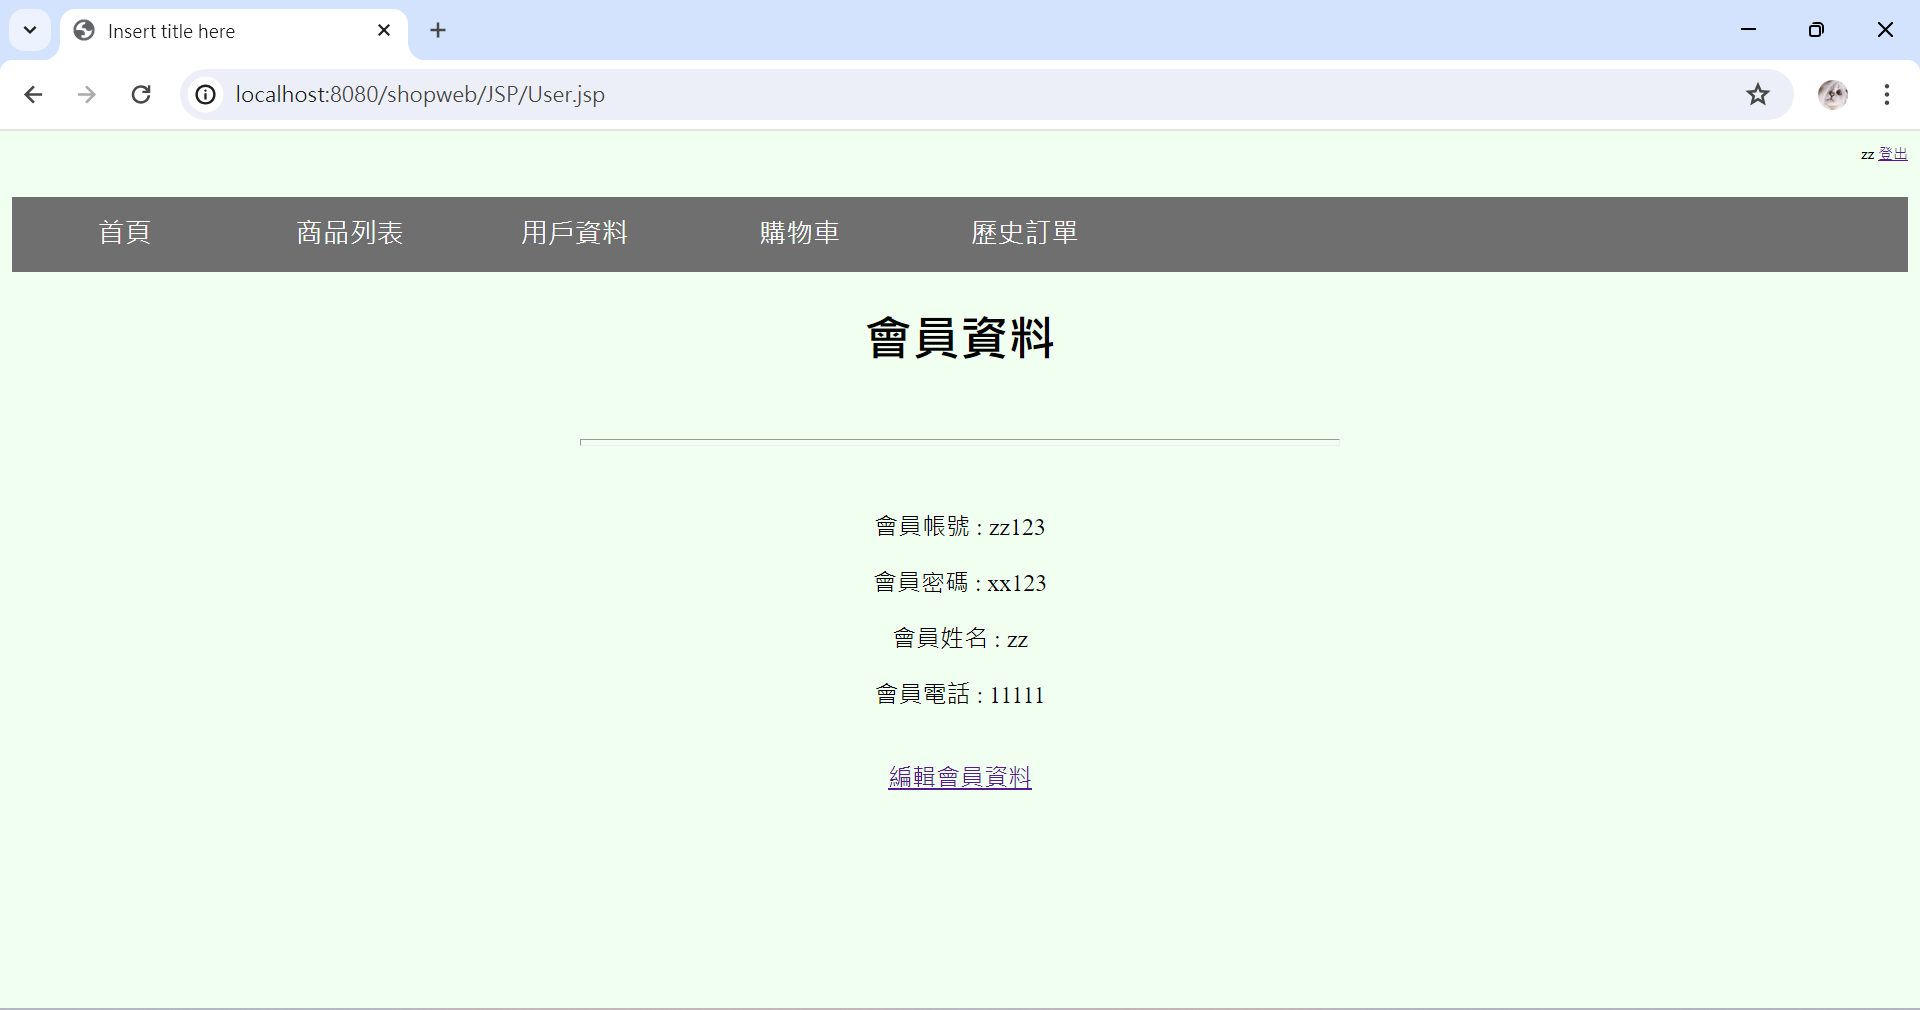 Insert title here
localhost:8080/shopweb/JSP/User.jsp
zz 登出
首頁 商品列表 用戶資料 購物車 歷史訂單
會員資料
會員帳號 : zz123
會員密碼 : xx123
會員姓名 : zz
會員電話 : 11111
編輯會員資料